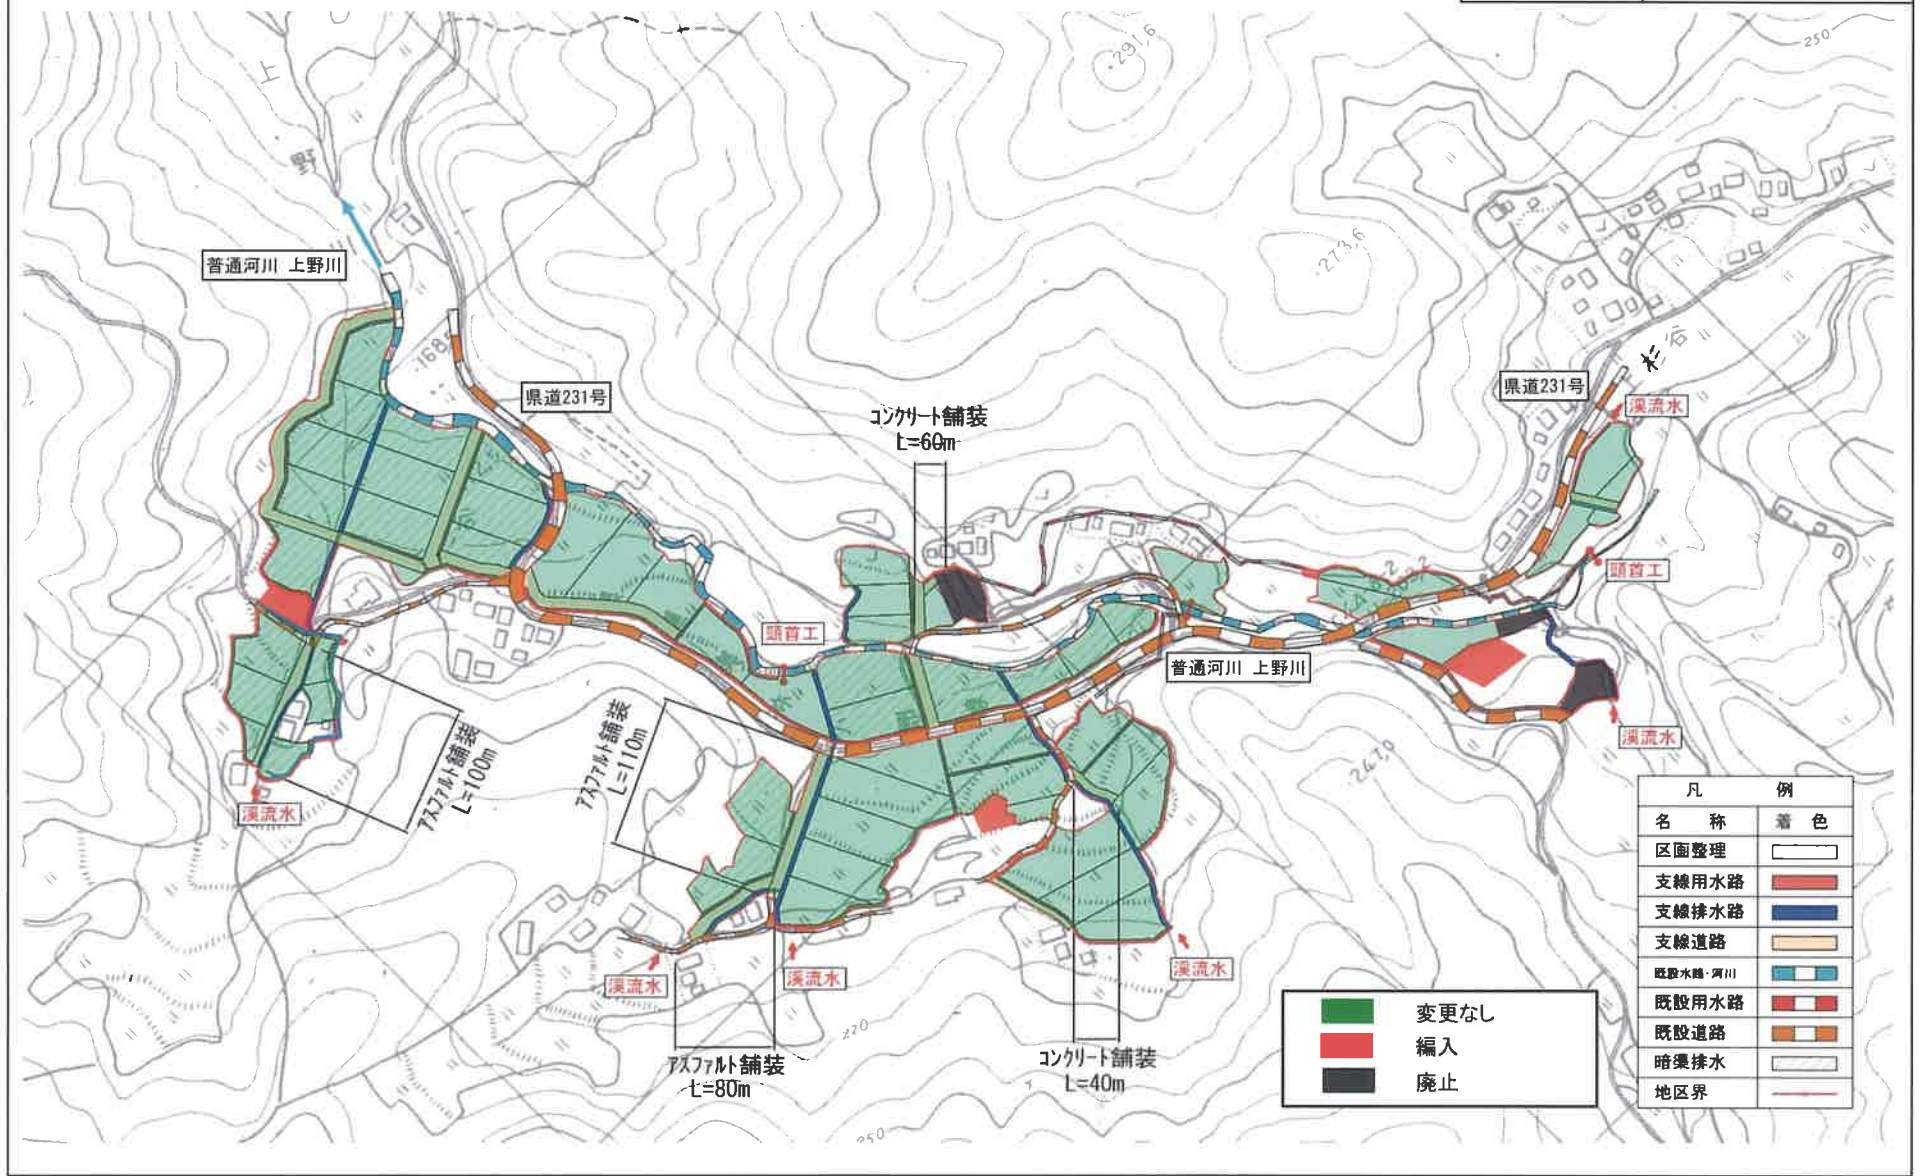 291.6
250
上
野
普通河川 上野川
273.6
168
杉谷
県道231号
県道231号
渓流水
コンクリート舗装
L=60m
頭首工
頭首工
普通河川 上野川
渓流水
アスファルト舗装
L=100m
アスファルト舗装
L=110m
247.0
渓流水
凡 例
名 称 着 色
区画整理
支線用水路
支線排水路
支線道路
既設水路・河川
既設用水路
既設道路
暗渠排水
地区界
渓流水
渓流水
渓流水
変更なし
編入
廃止
220
アスファルト舗装
L=80m
コンクリート舗装
L=40m
250